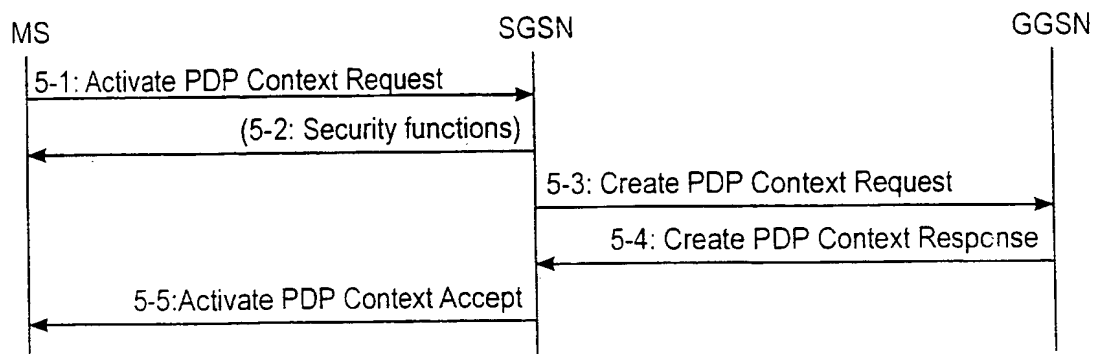 MS SGSN GGSN
5-1: Activate PDP Context Request
(5-2: Security functions)
5-3: Create PDP Context Request
5-4: Create PDP Context Response
5-5:Activate PDP Context Accept